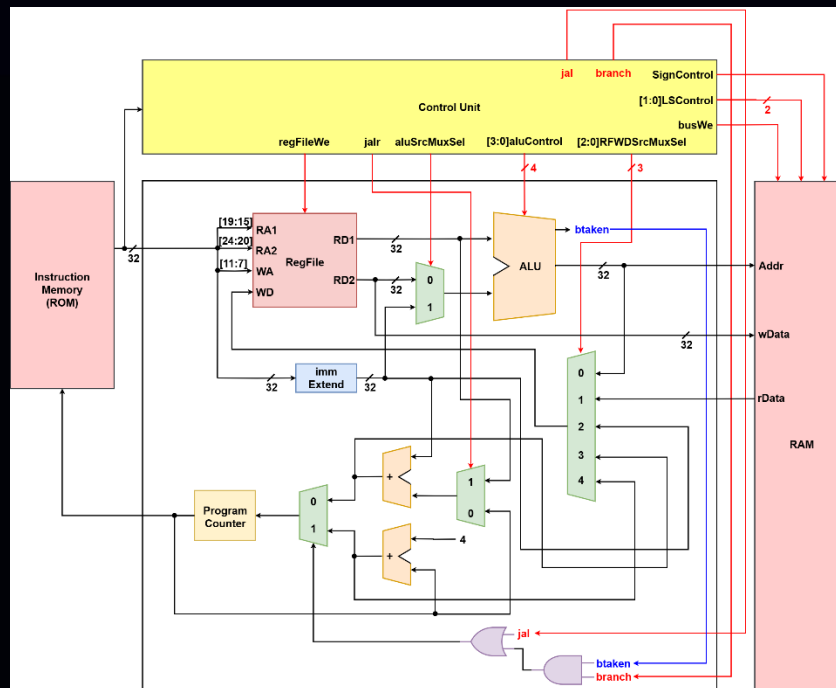 jal branch SignControl
[1:0]LSControl
Control Unit
2
busWe
regFileWe jalr aluSrcMuxSel [3:0]aluControl [2:0]RFWDSrcMuxSel
4 3
[19:15] RA1
[24:20] RA2
[11:7] WA
WD
RegFile
RD1
RD2
32
32
32
0
1
ALU
btaken
32
Addr
Instruction
Memory
(ROM)
wData
32
imm
Extend
32
32
0
1
2
3
4
rData
RAM
+
1
0
0
1
Program
Counter
+
4
jal
btaken
branch